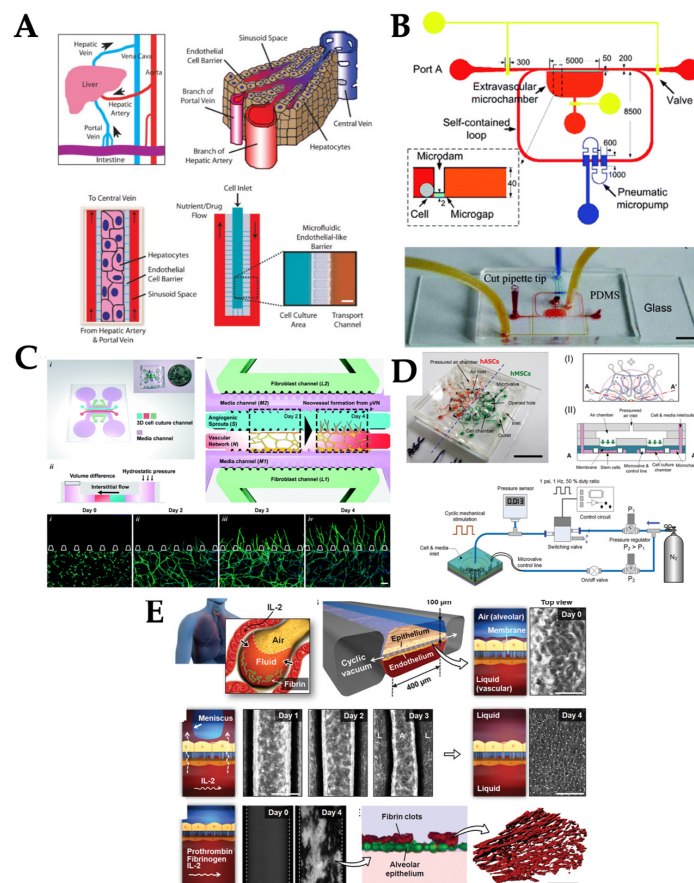 A
Hepatic
Vein
Vena Cava
Aorta
Liver
Hepatic
Artery
Portal
Vein
Intestine
Endothelial
Cell Barrier
Sinusoid Space
Central Vein
Branch of
Portal Vein
Hepatocytes
Branch of
Hepatic Artery
To Central Vein
Hepatocytes
Endothelial
Cell Barrier
Sinusoid Space
From Hepatic Artery
& Portal Vein
Cell Inlet
Nutrient/Drug
Flow
Microfluidic
Endothelial-like
Barrier
Cell Culture
Area
Transport
Channel
B
Port A
300
5000
50
200
Extravascular
microchamber
Valve
Self-contained
loop
8500
600
1000
Pneumatic
micropump
Microdam
40
2
Cell
Microgap
Cut pipette tip
PDMS
Glass
C
i
3D cell cuture channel
Media channel
ii
Volume difference
Hydrostatic pressure
Interstitial flow
Fibroblast channel (L2)
Media channel (M2)
Neovessel formation from μVN
Angiogenic
Sprouts (S)
Day 2
Day 4
Vascular
Network (N)
Media channel (M1)
Fibroblast channel (L1)
Day 0
Day 2
Day 3
Day 4
i
ii
iii
iv
D
Pressured air chamber
hASCs
hMSCs
Air inlet
Microvalve
Opened hole
Cell chamber
Outlet
(I)
A
A'
(II)
Air chamber
Pressured air
inlet
Cell & media inlet/outlet
A
Membrane
Stem cells
Microvalve &
control line
Cell culture
chamber
Cyclic mechanical
stimulation
Pressure sensor
0.013
1 psi, 1 Hz, 50 % duty ratio
Control circuit
Switching valve
P1
Pressure regulator
P2 > P1
Cell & media
inlet
Microvalve
control line
On/off valve
P2
N2
E
IL-2
Air
Fluid
Fibrin
i
100 μm
Epithelium
Cyclic
vacuum
Endothelium
400 μm
Top view
Air (alveolar)
Membrane
Liquid
(vascular)
Day 0
Meniscus
IL-2
Day 1
Day 2
Day 3
L
A
L
Liquid
Liquid
Day 4
Prothrombin
Fibrinogen
IL-2
Day 0
Day 4
Fibrin clots
Alveolar
epithelium